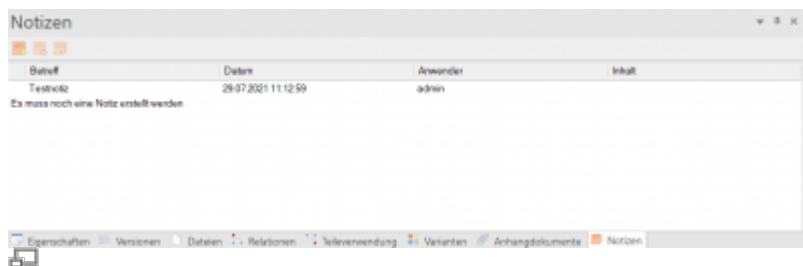 Notizen
Betreff Datum Anwender Inhalt
Testnotiz 29.07.2021 11:12:59 admin
Es muss noch eine Notiz erstellt werden
Eigenschaften Versionen Dateien Relationen Teileverwendung Varianten Anhangdokumente Notizen